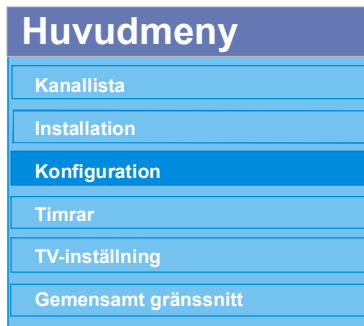 Huvudmeny
Kanallista
Installation
Konfiguration
Timrar
TV-inställning
Gemensamt gränssnitt